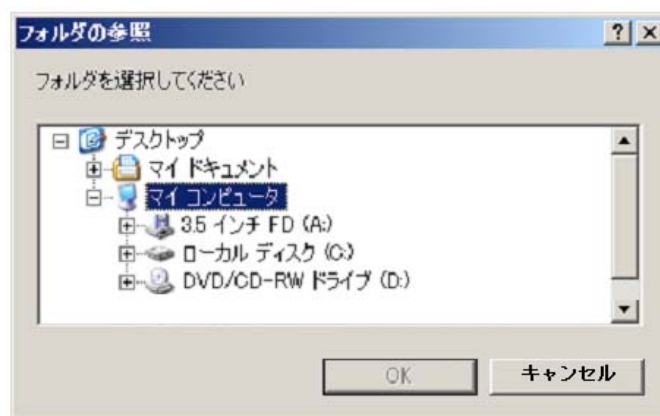 フォルダの参照
フォルダを選択してください
デスクトップ
マイ ドキュメント
マイ コンピュータ
3.5 インチ FD (A:)
ローカル ディスク (C:)
DVD/CD-RW ドライブ (D:)
OK キャンセル